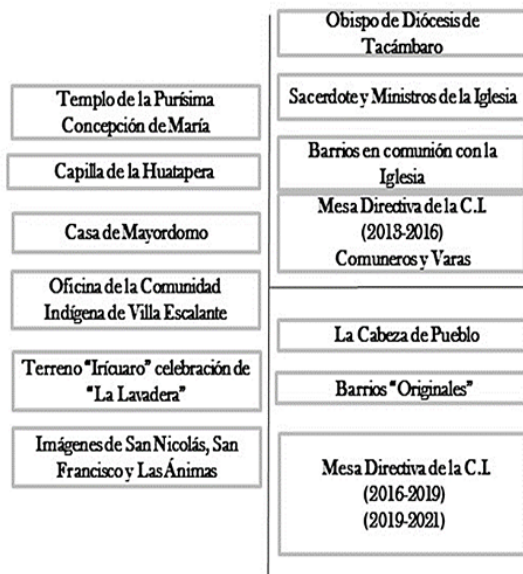 Templo de la Purísima
Concepción de María
Capilla de la Huatapera
Casa de Mayordomo
Oficina de la Comunidad
Indígena de Villa Escalante
Terreno "Irícuaro" celebración de
"La Lavadera"
Imágenes de San Nicolás, San
Francisco y Las Ánimas
Obispo de Diócesis de
Tacámbaro
Sacerdote y Ministros de la Iglesia
Barrios en comunión con la
Iglesia
Mesa Directiva de la C.I.
(2013-2016)
Comuneros y Varas
La Cabeza de Pueblo
Barrios "Originales"
Mesa Directiva de la C.I.
(2016-2019)
(2019-2021)